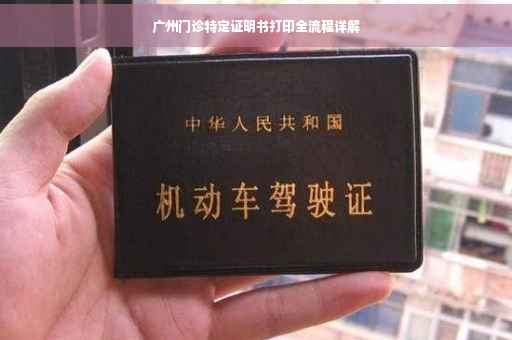 广州门诊特定证明书打印全流程详解
中华人民共和国
机动车驾驶证